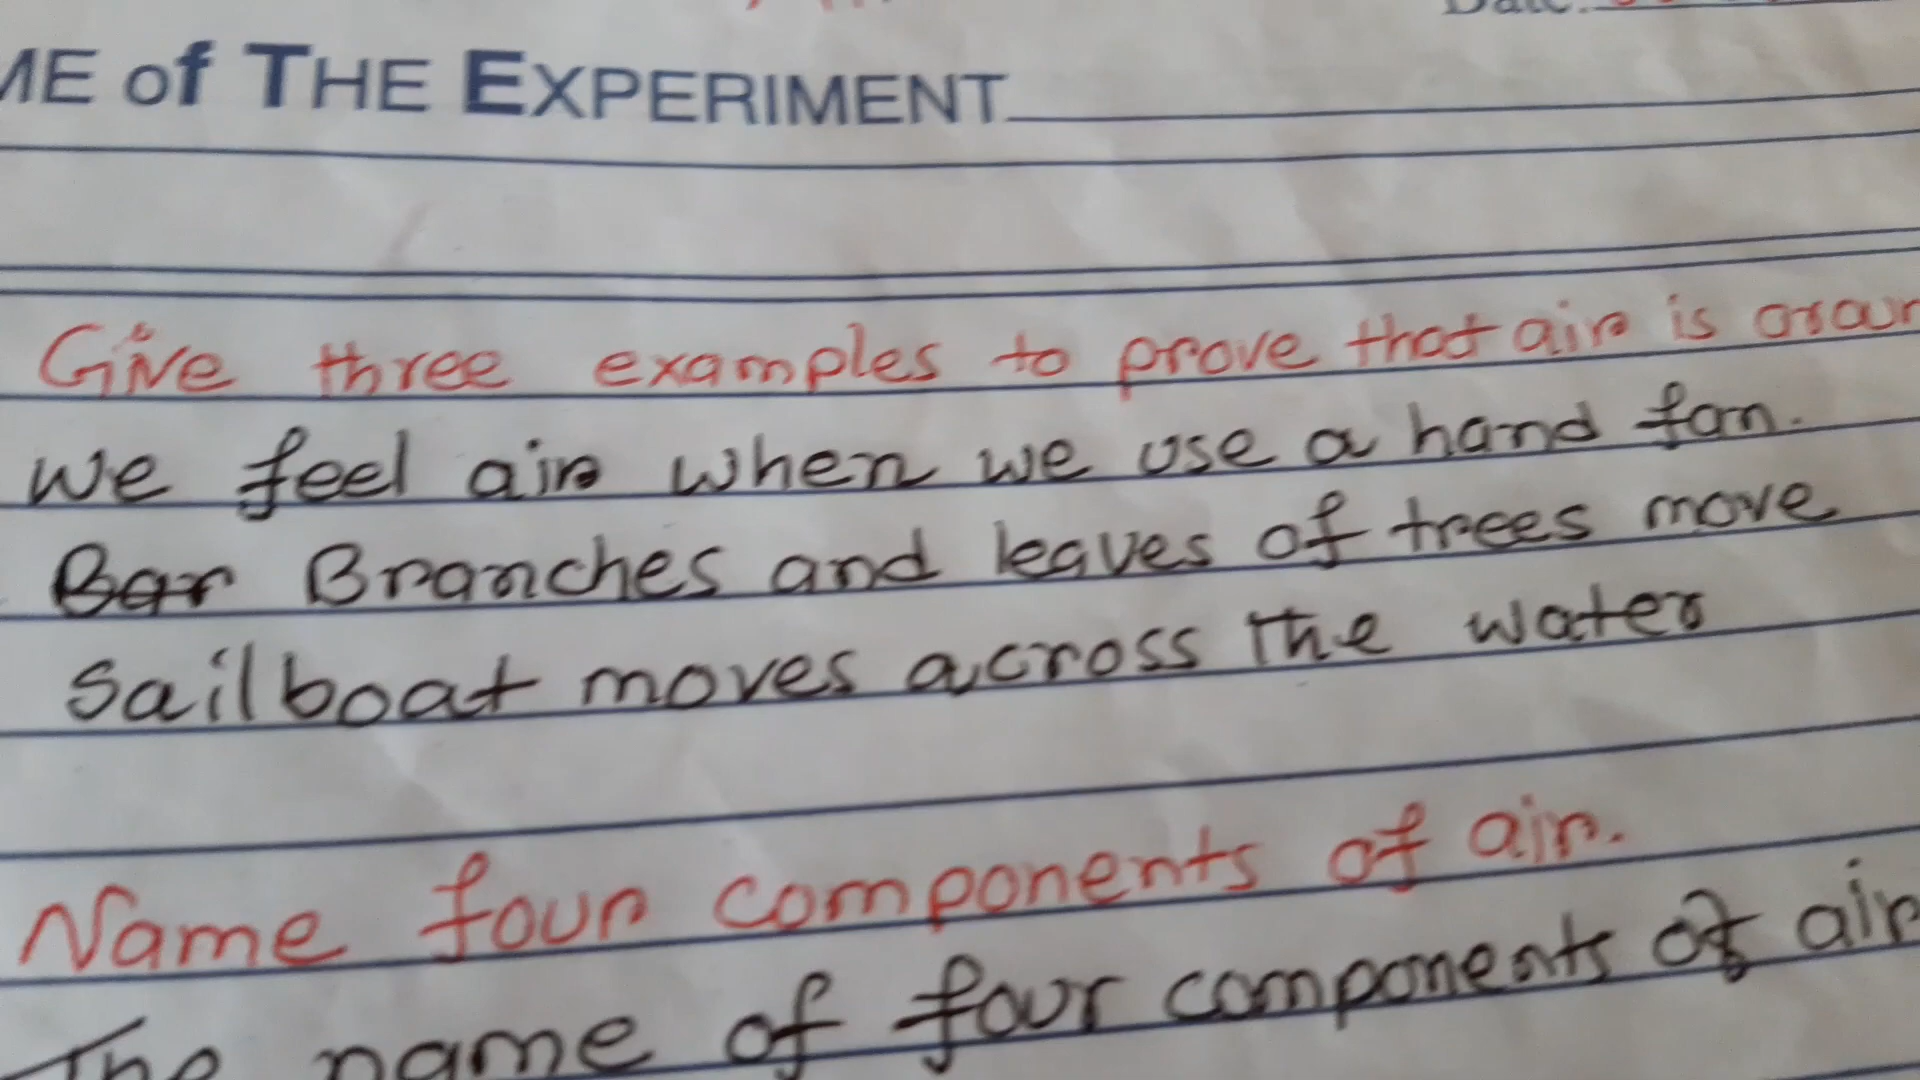 ME of THE EXPERIMENT
Give three examples to prove that air is
we feel air when we use a hand fan.
Branches and leaves of trees move
Sailboat moves across the water
Name four components of air.
The name of four components of air